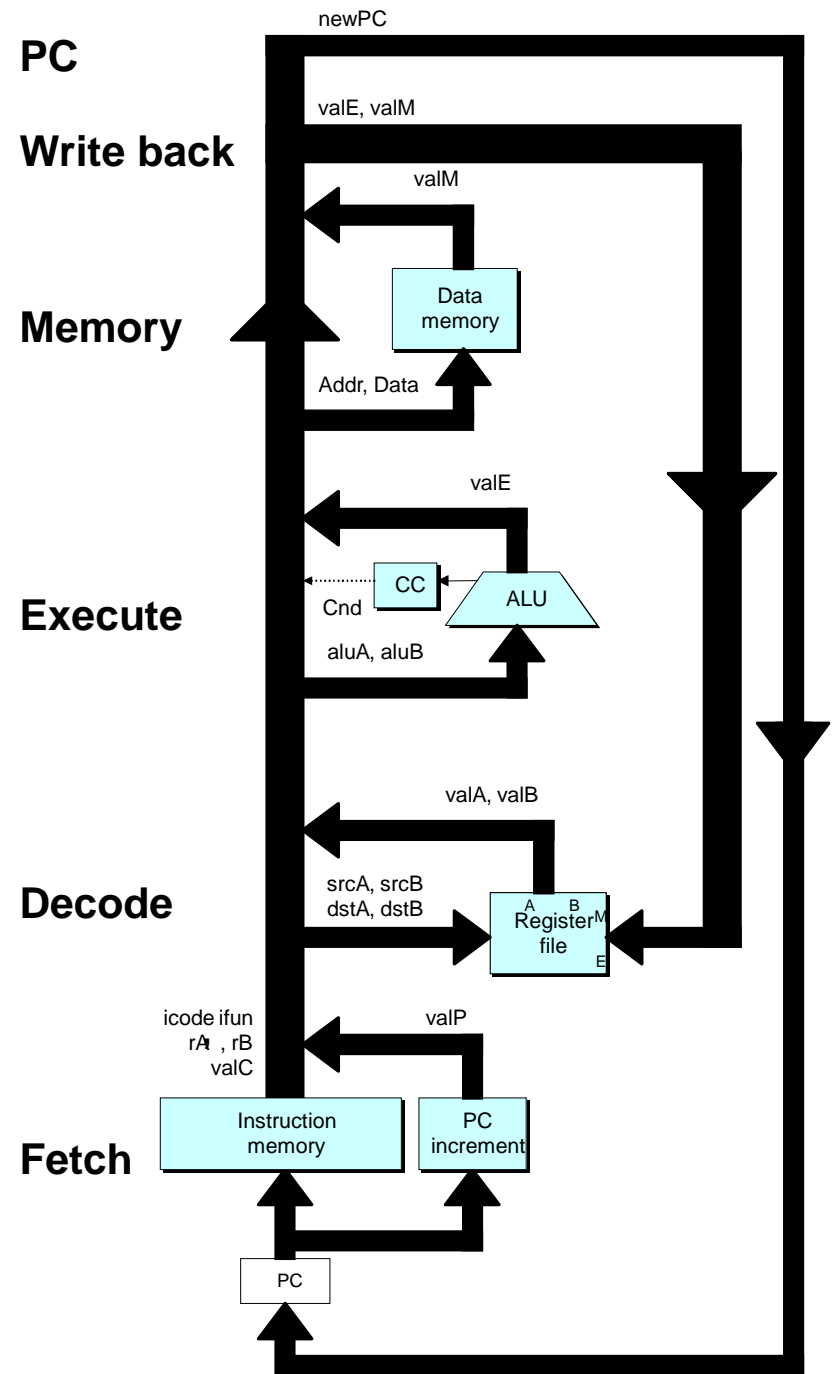 newPC
PC
valE, valM
Write back
valM
Data
memory
Memory
Addr, Data
valE
CC
ALU
Cnd
Execute
aluA, aluB
valA, valB
srcA, srcB
dstA, dstB
Decode
A B
Register M
file
E
icode ifun
rA , rB
valC
valP
Instruction
memory
PC
increment
Fetch
PC